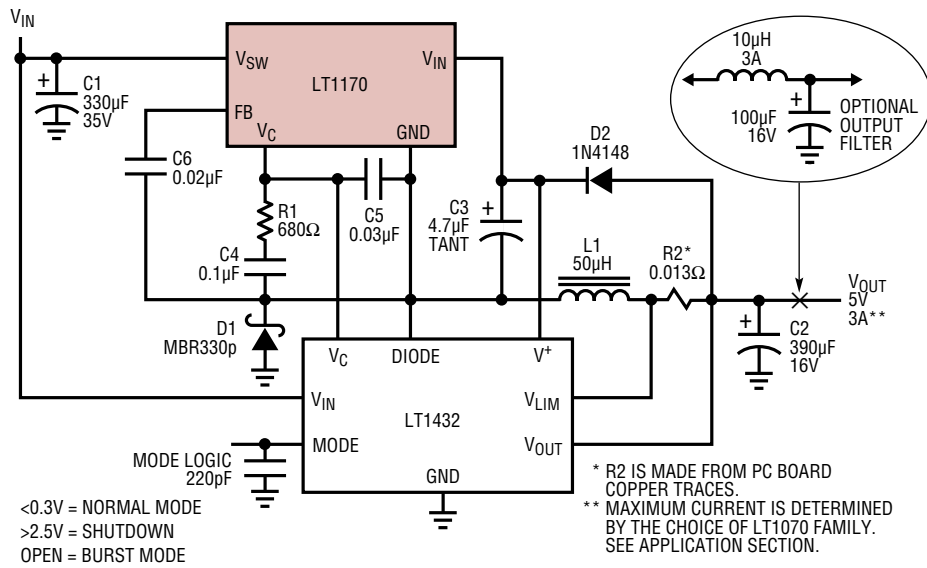 VIN
C1
330µF
35V
VSW
VIN
LT1170
FB
VC
GND
C6
0.02µF
R1
680Ω
C5
0.03µF
C4
0.1µF
C3
4.7µF
TANT
D2
1N4148
L1
50µH
R2*
0.013Ω
10µH
3A
100µF
16V
OPTIONAL
OUTPUT
FILTER
VOUT
5V
3A**
C2
390µF
16V
D1
MBR330p
VC
DIODE
V+
VIN
VLIM
LT1432
MODE
VOUT
GND
MODE LOGIC
220pF
<0.3V = NORMAL MODE
>2.5V = SHUTDOWN
OPEN = BURST MODE
* R2 IS MADE FROM PC BOARD
COPPER TRACES.
** MAXIMUM CURRENT IS DETERMINED
BY THE CHOICE OF LT1070 FAMILY.
SEE APPLICATION SECTION.